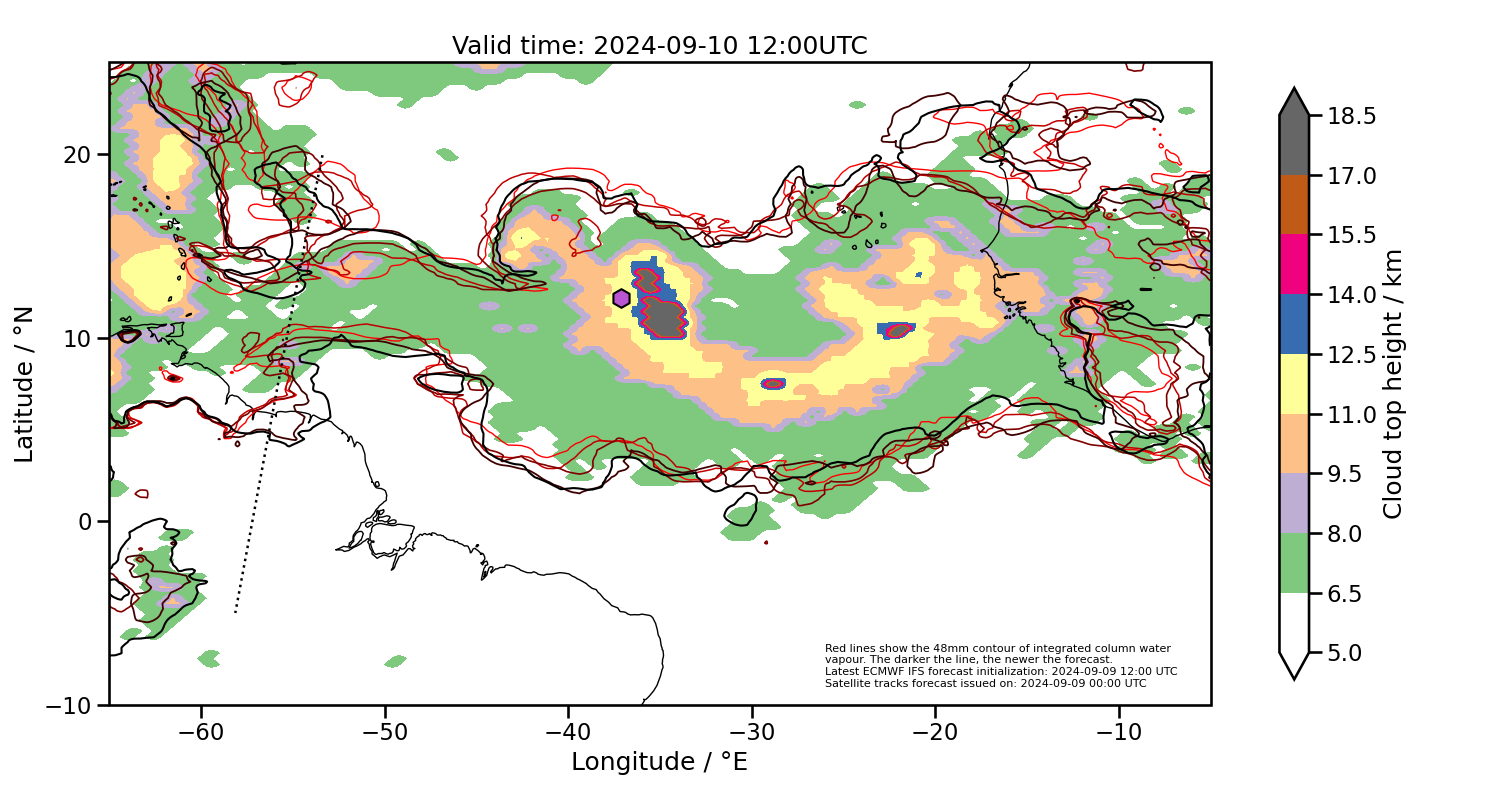 Valid time: 2024-09-10 12:00UTC
20
10
0
−10
−60
−50
−40
−30
−20
−10
Latitude / °N
Longitude / °E
Red lines show the 48mm contour of integrated column water
vapour. The darker the line, the newer the forecast.
Latest ECMWF IFS forecast initialization: 2024-09-09 12:00 UTC
Satellite tracks forecast issued on: 2024-09-09 00:00 UTC
18.5
17.0
15.5
14.0
12.5
11.0
9.5
8.0
6.5
5.0
Cloud top height / km